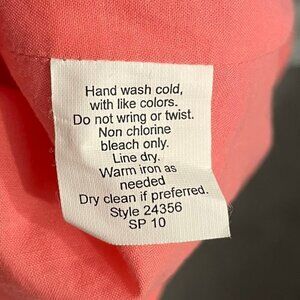 Hand wash cold,
with like colors.
Do not wring or twist.
Non chlorine
bleach only.
Line dry.
Warm iron as
needed
Dry clean if preferred.
Style 24356
SP 10